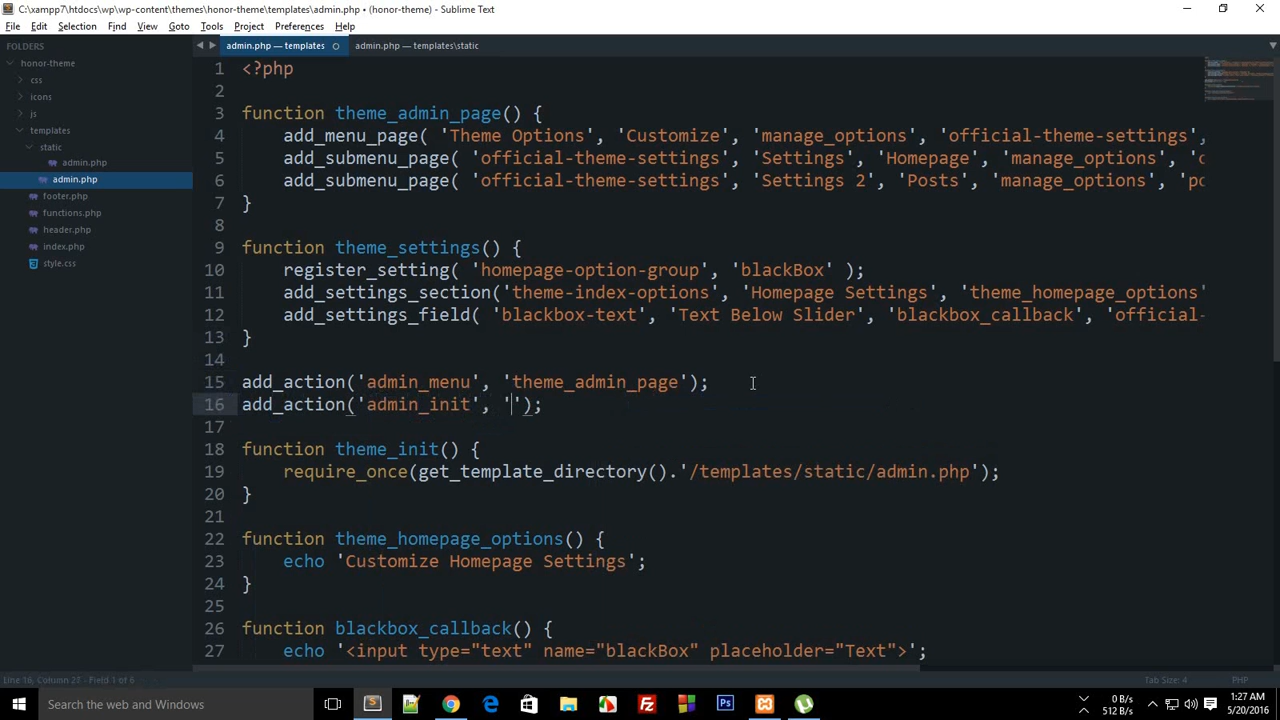 C:\xampp7\htdocs\wp\wp-content\themes\honor-theme\templates\admin.php • (honor-theme) - Sublime Text
File Edit Selection Find View Goto Tools Project Preferences Help
FOLDERS
honor-theme
css
icons
js
templates
static
admin.php
admin.php
footer.php
functions.php
header.php
index.php
style.css
admin.php — templates
admin.php — templates\static
1 <?php
2
3 function theme_admin_page() {
4 add_menu_page( 'Theme Options', 'Customize', 'manage_options', 'official-theme-settings',
5 add_submenu_page( 'official-theme-settings', 'Settings', 'Homepage', 'manage_options', 'c
6 add_submenu_page( 'official-theme-settings', 'Settings 2', 'Posts', 'manage_options', 'po
7 }
8
9 function theme_settings() {
10 register_setting( 'homepage-option-group', 'blackBox' );
11 add_settings_section('theme-index-options', 'Homepage Settings', 'theme_homepage_options'
12 add_settings_field( 'blackbox-text', 'Text Below Slider', 'blackbox_callback', 'official-
13 }
14
15 add_action('admin_menu', 'theme_admin_page');
16 add_action('admin_init', '');
17
18 function theme_init() {
19 require_once(get_template_directory().'/templates/static/admin.php');
20 }
21
22 function theme_homepage_options() {
23 echo 'Customize Homepage Settings';
24 }
25
26 function blackbox_callback() {
27 echo '<input type="text" name="blackBox" placeholder="Text">';
Line 16, Column 27 - Field 1 of 6
Tab Size: 4
PHP
Search the web and Windows
0 B/s
512 B/s
1:27 AM
5/20/2016